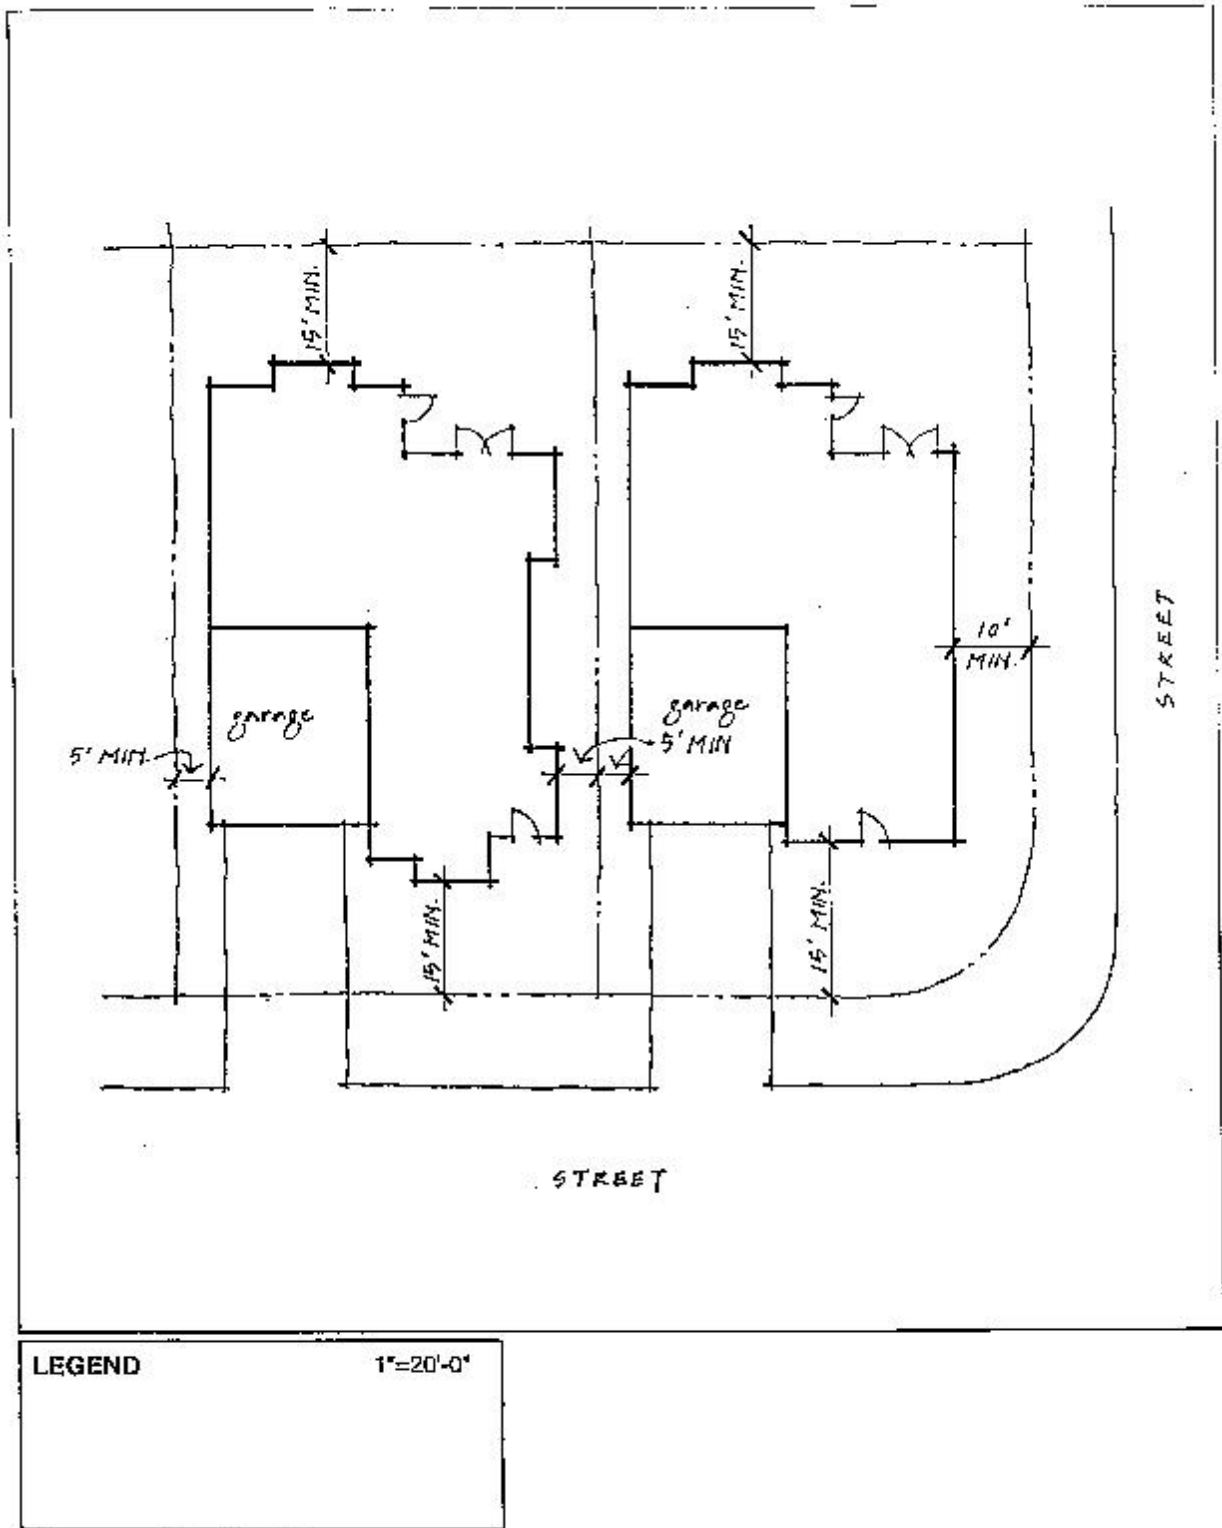 15' MIN.
15' MIN.
10'
MIN.
STREET
garage
garage
5' MIN.
5' MIN
15' MIN.
15' MIN.
STREET
LEGEND 1"=20'-0"